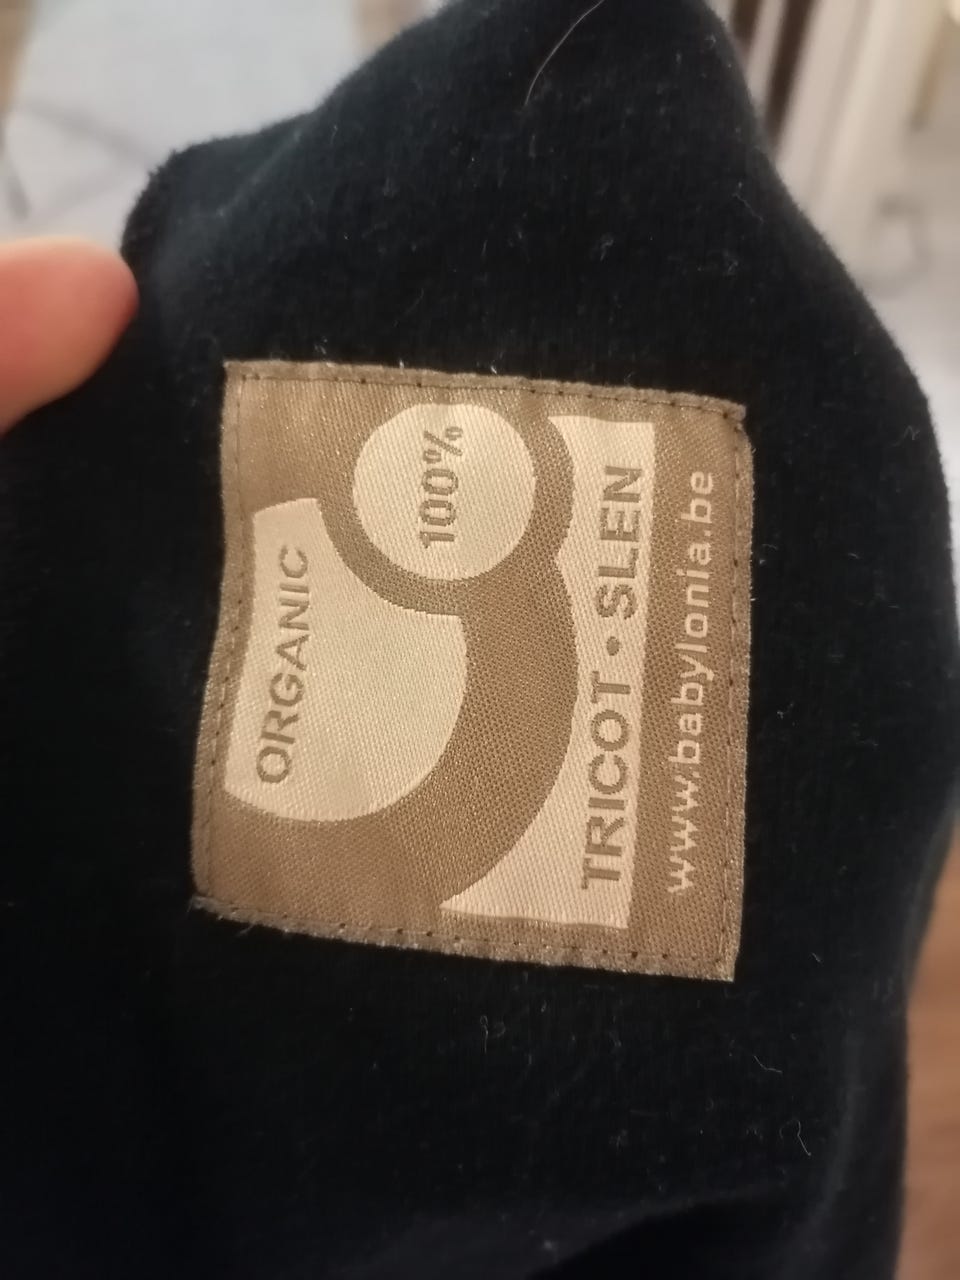 100%
ORGANIC
TRICOT • SLEN
www.babylonia.be